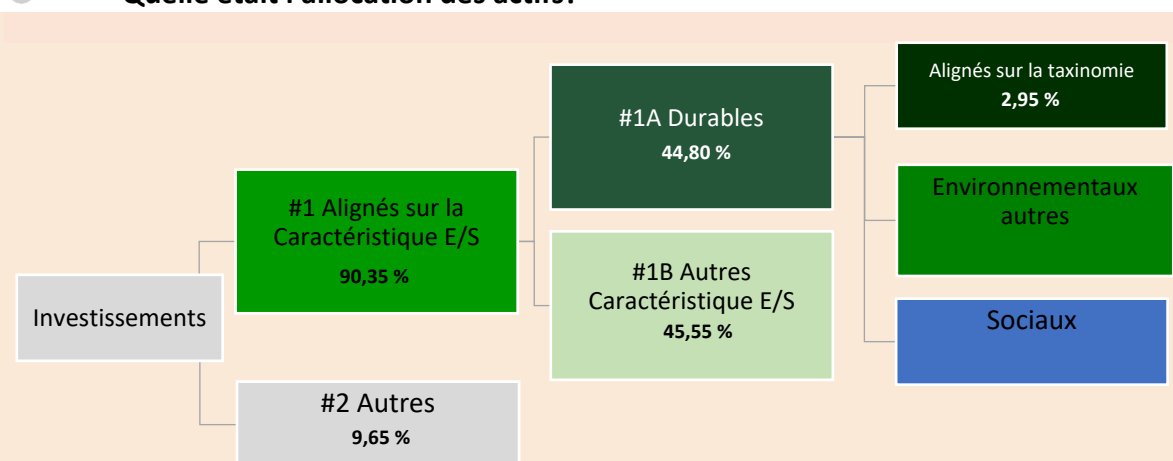 Quelle était l'allocation des actifs?
Investissements
#1 Alignés sur la
Caractéristique E/S
90,35 %
#2 Autres
9,65 %
#1A Durables
44,80 %
#1B Autres
Caractéristique E/S
45,55 %
Alignés sur la taxinomie
2,95 %
Environnementaux
autres
Sociaux